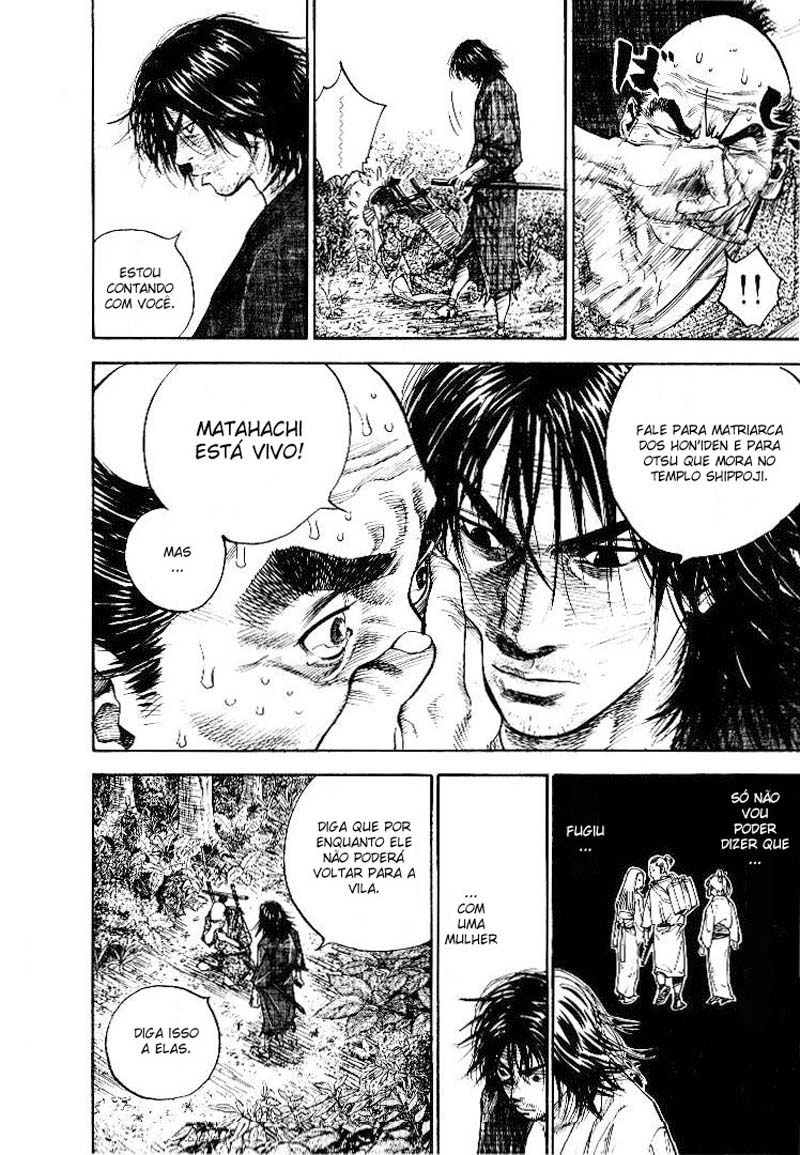 ば
し
!!
ESTOU
CONTANDO
COM VOCÊ.
FALE PARA MATRIARCA
DOS HON'IDEN E PARA
OTSU QUE MORA NO
TEMPLO SHIPPOJI.
MATAHACHI
ESTÁ VIVO!
MAS
...
SÓ NÃO
VOU
PODER
DIZER QUE
...
FUGIU
...
...
COM
UMA
MULHER
DIGA QUE POR
ENQUANTO ELE
NÃO PODERÁ
VOLTAR PARA A
VILA.
DIGA ISSO
A ELAS.